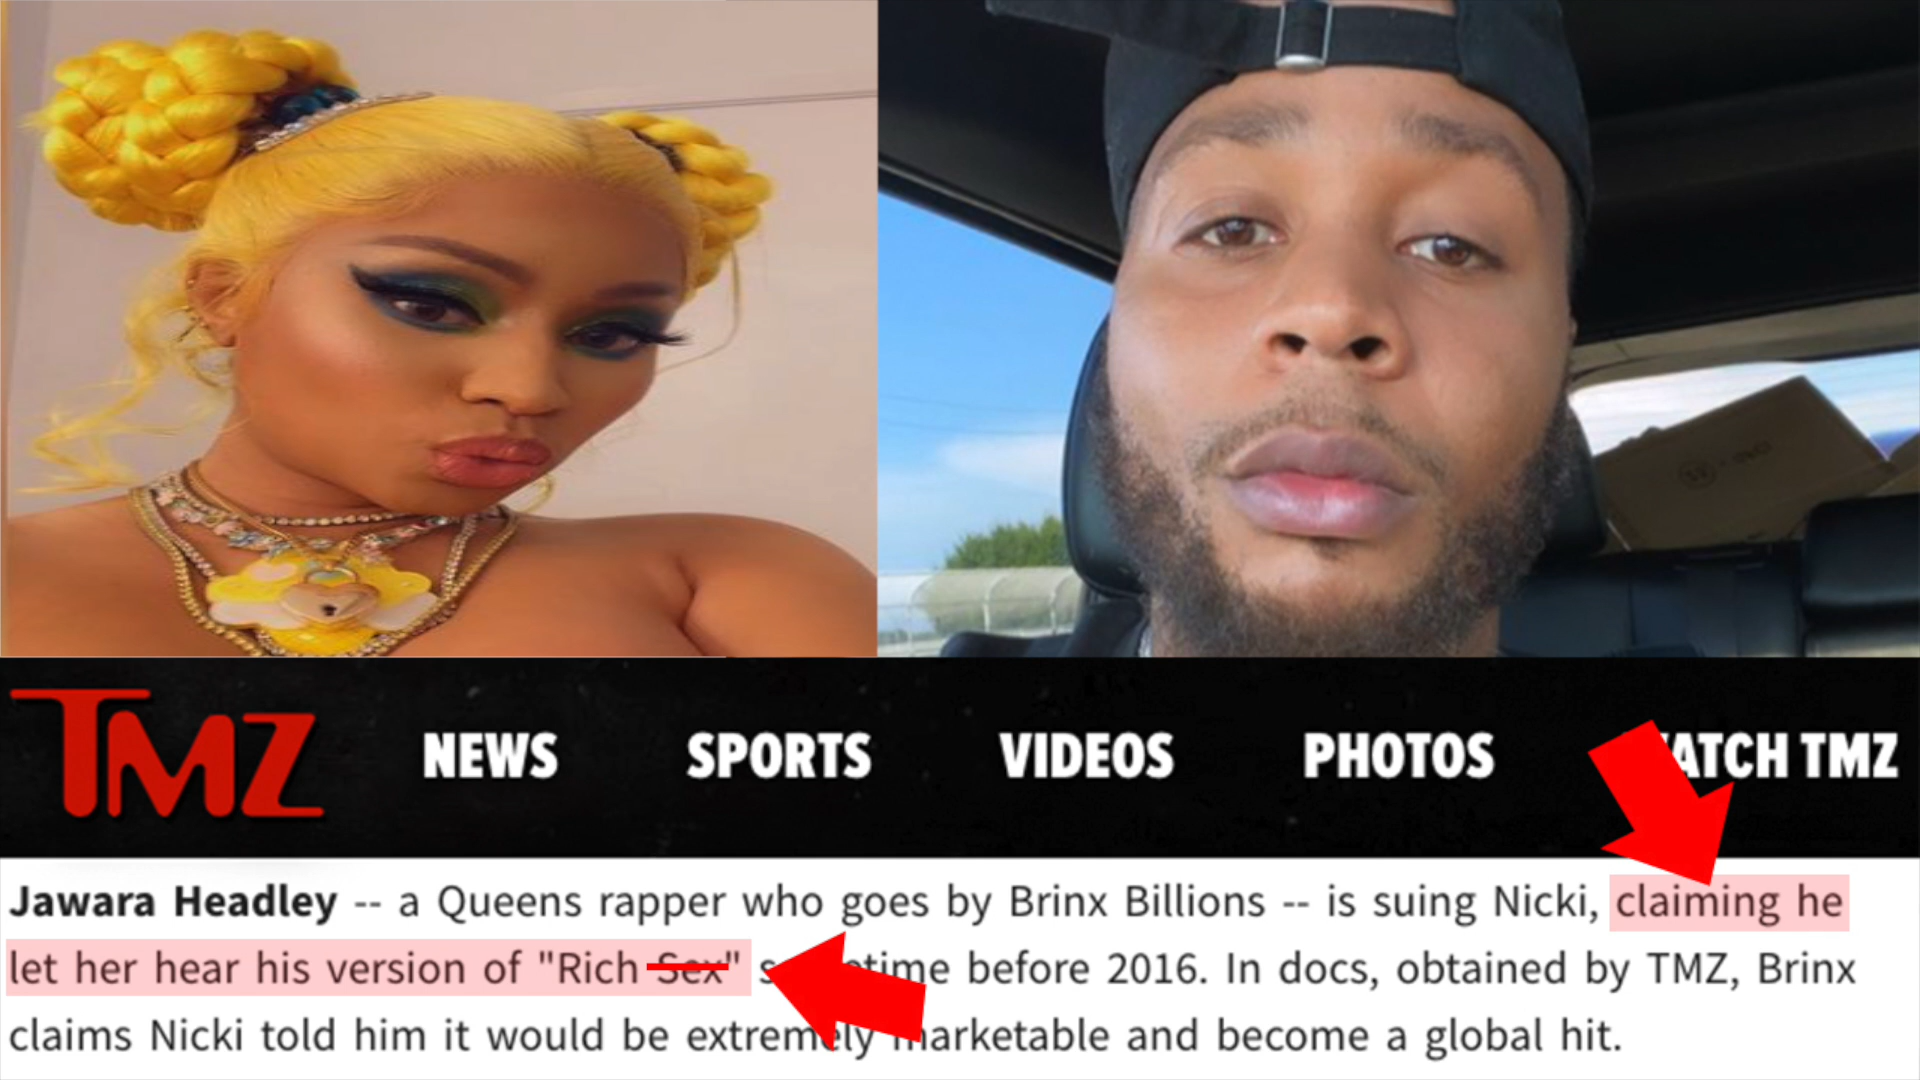 TMZ NEWS SPORTS VIDEOS PHOTOS TMZ
Jawara Headley -- a Queens rapper who goes by Brinx Billions -- is suing Nicki, claiming he
let her hear his version of "Rich Sex" before 2016. In docs, obtained by TMZ, Brinx
claims Nicki told him it would be extremely marketable and become a global hit.